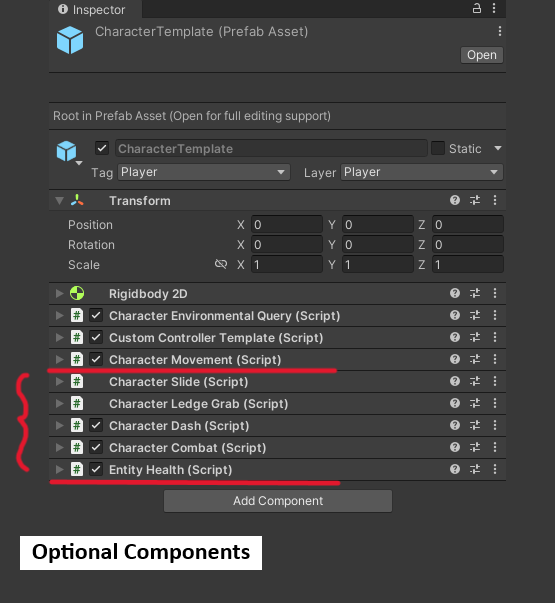 Inspector
CharacterTemplate (Prefab Asset)
Open
Root in Prefab Asset (Open for full editing support)
CharacterTemplate Static
Tag Player Layer Player
Transform
Position X 0 Y 0 Z 0
Rotation X 0 Y 0 Z 0
Scale X 1 Y 1 Z 1
Rigidbody 2D
# Character Environmental Query (Script)
# Custom Controller Template (Script)
# Character Movement (Script)
# Character Slide (Script)
# Character Ledge Grab (Script)
# Character Dash (Script)
# Character Combat (Script)
# Entity Health (Script)
Add Component
Optional Components